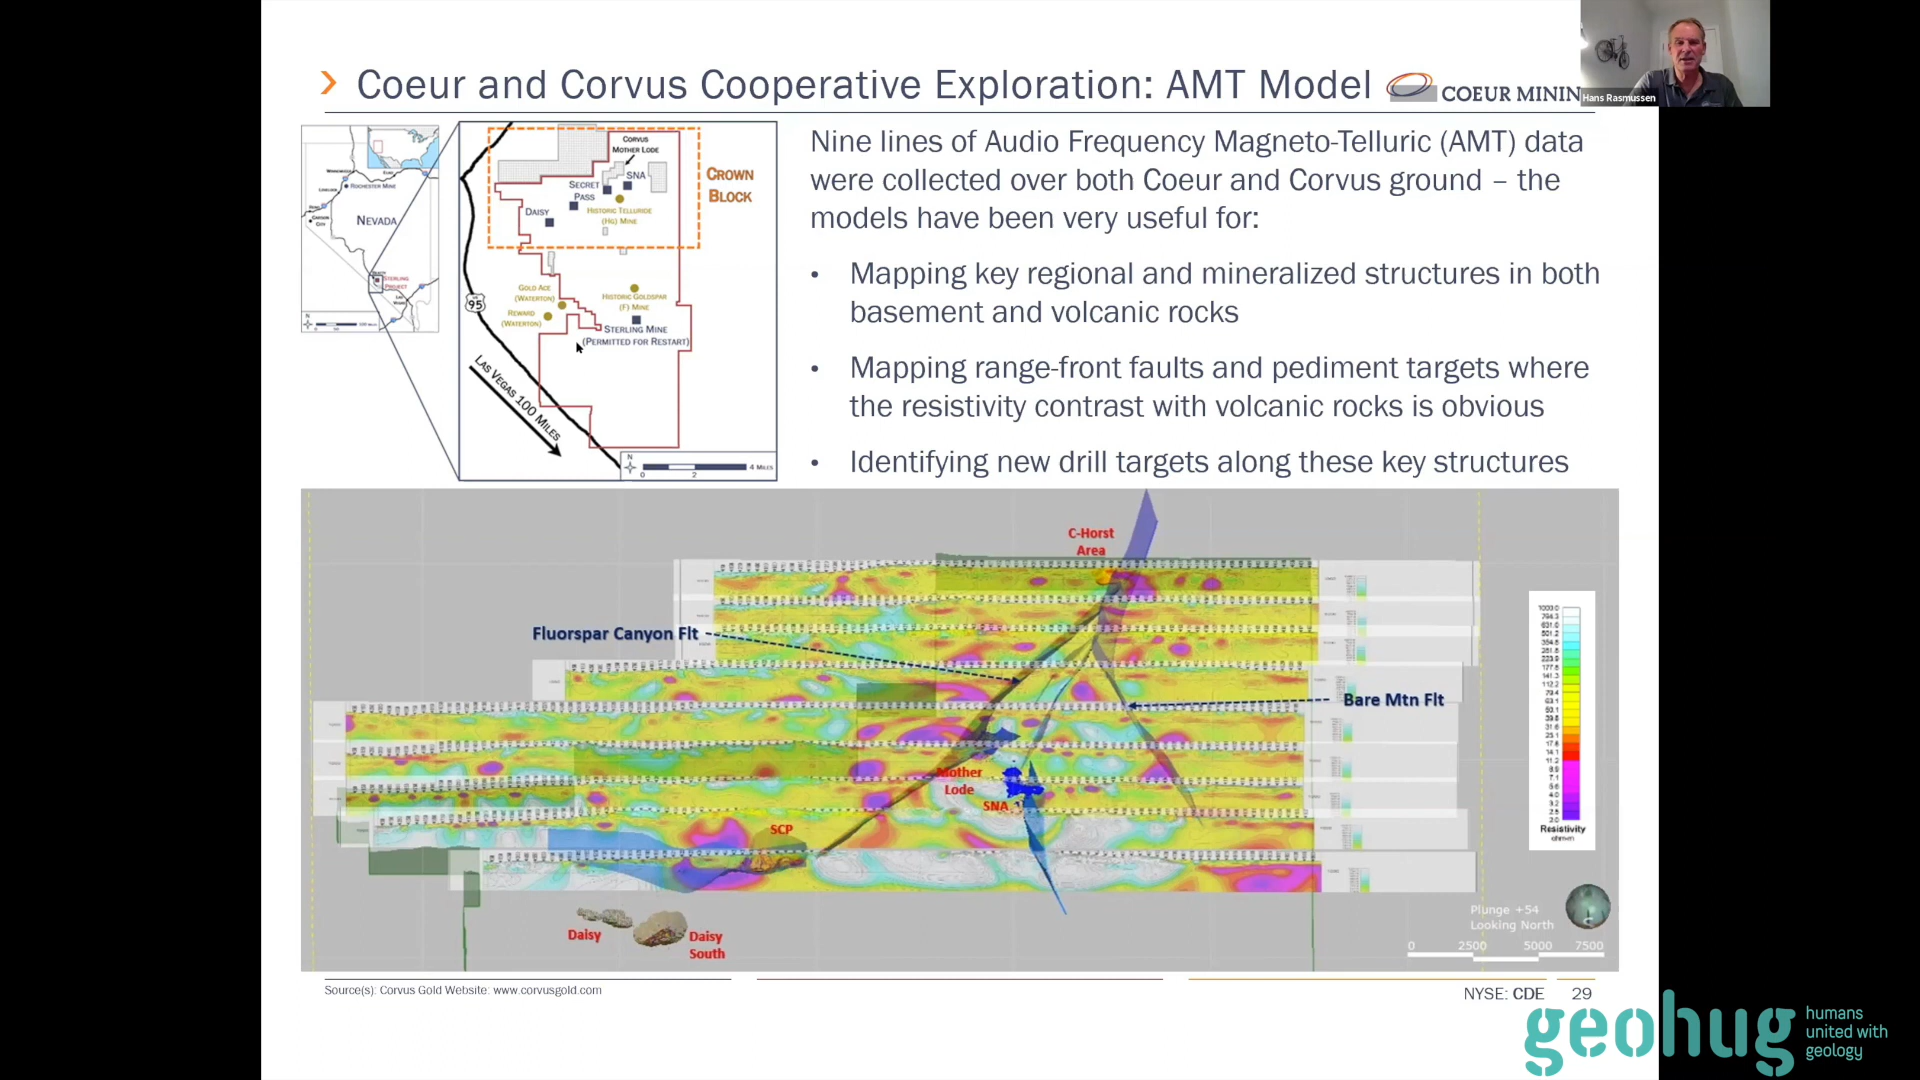 Coeur and Corvus Cooperative Exploration: AMT Model
COEUR MININ
Hans Rasmussen
Nine lines of Audio Frequency Magneto-Telluric (AMT) data
were collected over both Coeur and Corvus ground – the
models have been very useful for:
• Mapping key regional and mineralized structures in both
basement and volcanic rocks
• Mapping range-front faults and pediment targets where
the resistivity contrast with volcanic rocks is obvious
• Identifying new drill targets along these key structures
ROCHESTER MINE
NEVADA
STERLING
PROJECT
N
CORVUS
MOTHER LODE
SNA
SECRET
PASS
DAISY
HISTORIC TELLURIDE
(HG) MINE
CROWN
BLOCK
GOLD ACE
(WATERTON)
REWARD
(WATERTON)
HISTORIC GOLDSPAR
(F) MINE
STERLING MINE
(PERMITTED FOR RESTART)
95
LAS VEGAS 100 MILES
N
0 2 4 MILES
C-Horst
Area
Fluorspar Canyon Flt
Bare Mtn Flt
Mother
Lode
SNA
SCP
Daisy
Daisy
South
Resistivity
Plunge +54
Looking North
0 2500 5000 7500
Source(s): Corvus Gold Website: www.corvusgold.com
NYSE: CDE 29
geohug
humans
united with
geology